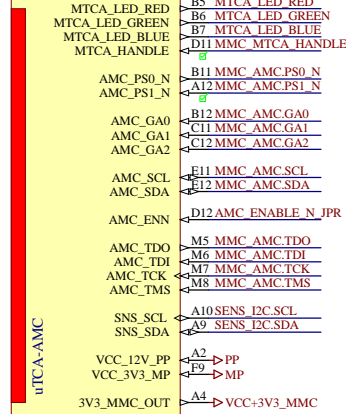 MTCA_LED_RED B5 MTCA_LED_RED
MTCA_LED_GREEN B6 MTCA_LED_GREEN
MTCA_LED_BLUE B7 MTCA_LED_BLUE
MTCA_HANDLE D11 MMC_MTCA_HANDLE
AMC_PS0_N B11 MMC_AMC.PS0_N
AMC_PS1_N A12 MMC_AMC.PS1_N
AMC_GA0 B12 MMC_AMC.GA0
AMC_GA1 C11 MMC_AMC.GA1
AMC_GA2 C12 MMC_AMC.GA2
AMC_SCL E11 MMC_AMC.SCL
AMC_SDA E12 MMC_AMC.SDA
AMC_ENN D12 AMC_ENABLE_N_JPR
AMC_TDO M5 MMC_AMC.TDO
AMC_TDI M6 MMC_AMC.TDI
AMC_TCK M7 MMC_AMC.TCK
AMC_TMS M8 MMC_AMC.TMS
SNS_SCL A10 SENS_I2C.SCL
SNS_SDA A9 SENS_I2C.SDA
VCC_12V_PP A2 PP
VCC_3V3_MP F9 MP
3V3_MMC_OUT A4 VCC+3V3_MMC
uTCA-AMC